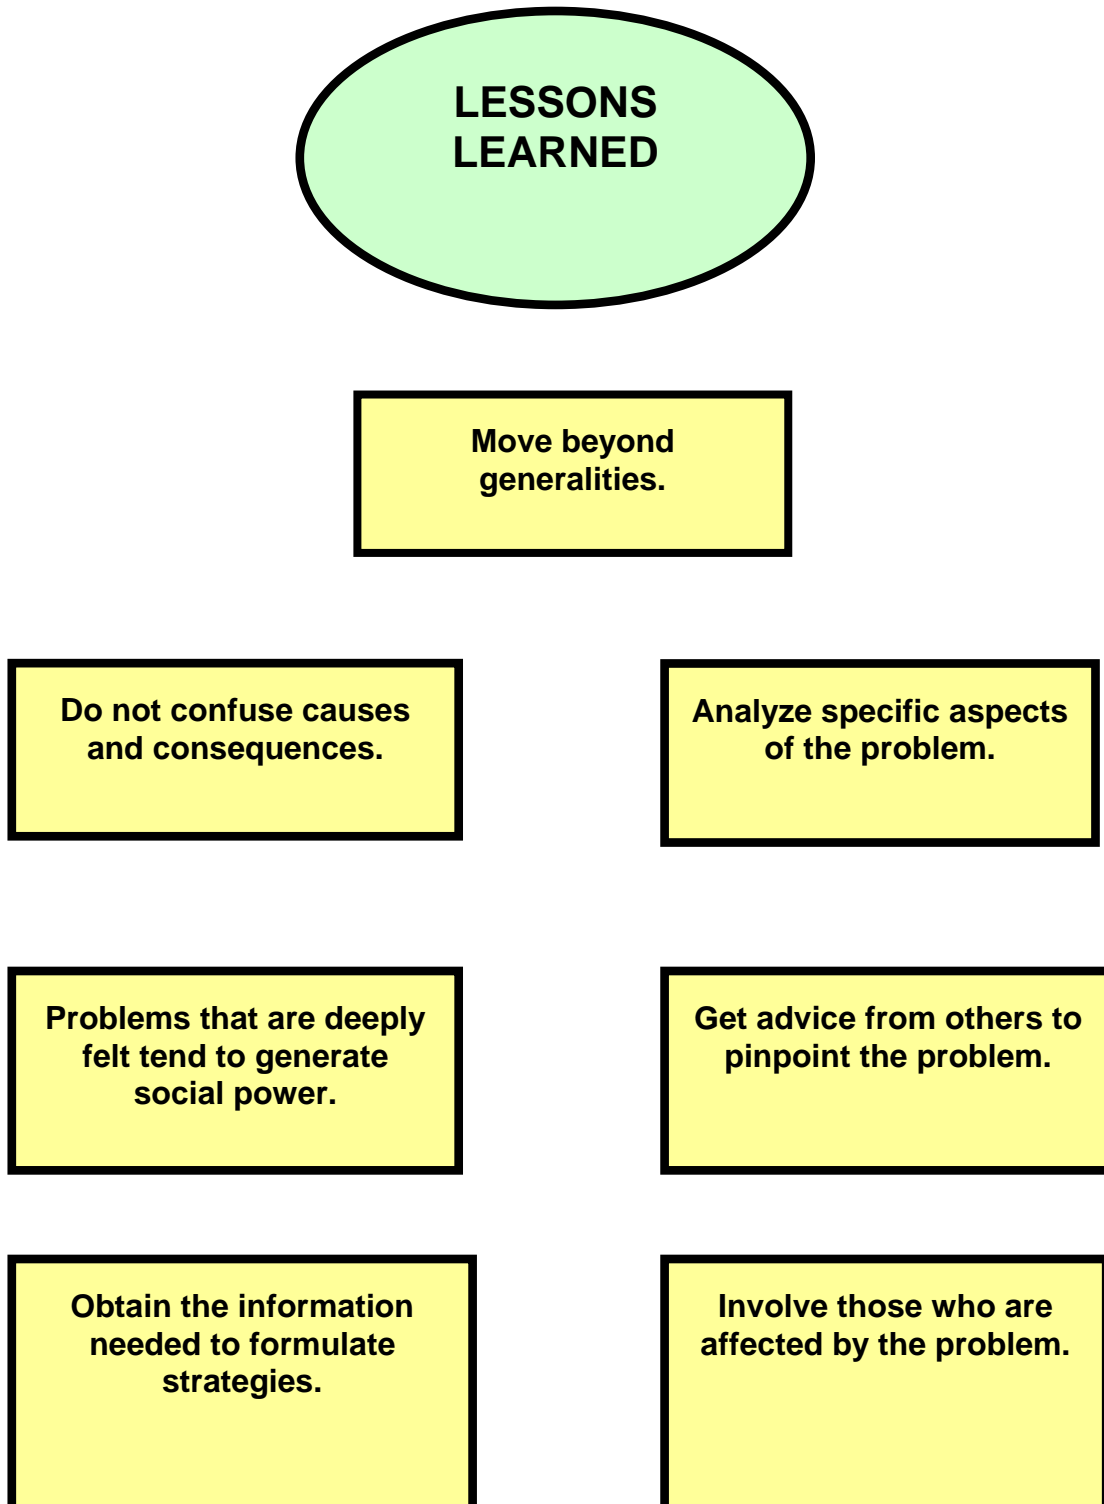 LESSONS
LEARNED
Move beyond
generalities.
Do not confuse causes
and consequences.
Analyze specific aspects
of the problem.
Problems that are deeply
felt tend to generate
social power.
Get advice from others to
pinpoint the problem.
Obtain the information
needed to formulate
strategies.
Involve those who are
affected by the problem.